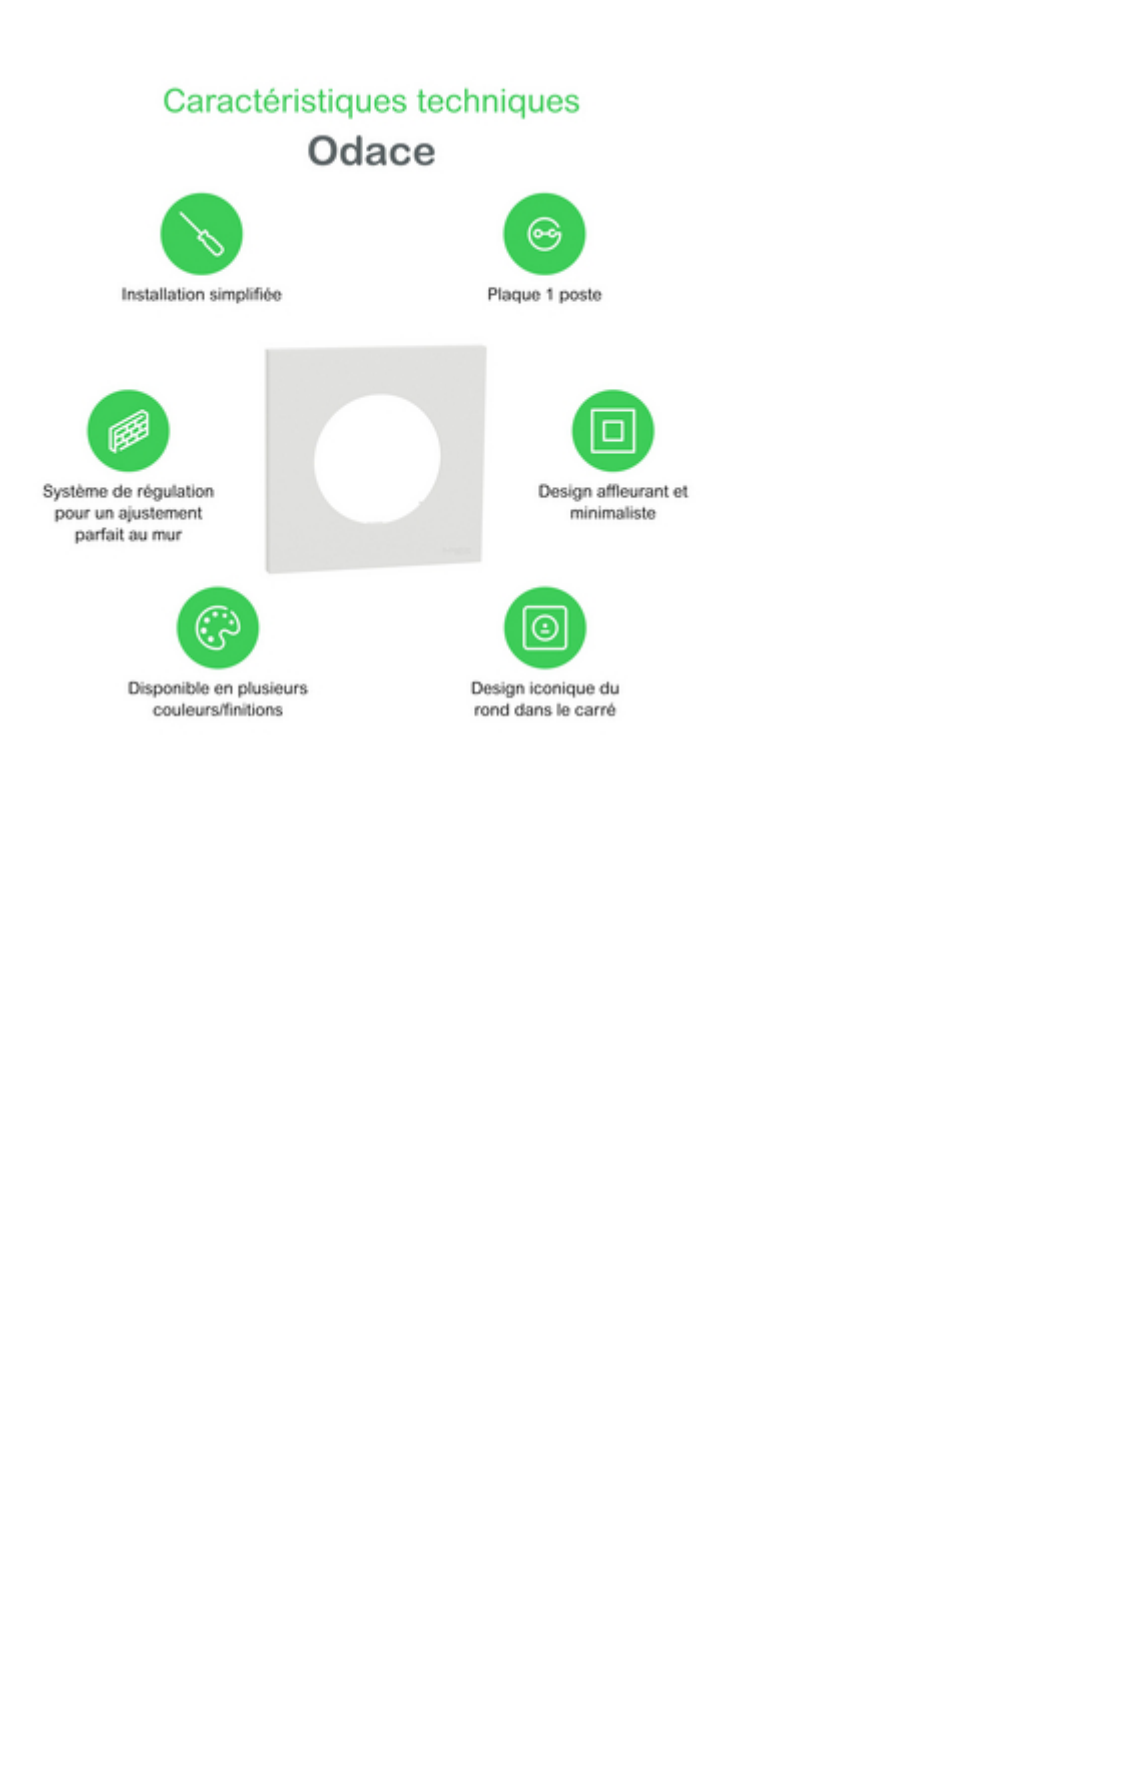 Caractéristiques techniques
Odace
Installation simplifiée
Plaque 1 poste
Système de régulation
pour un ajustement
parfait au mur
Design affleurant et
minimaliste
Disponible en plusieurs
couleurs/finitions
Design iconique du
rond dans le carré